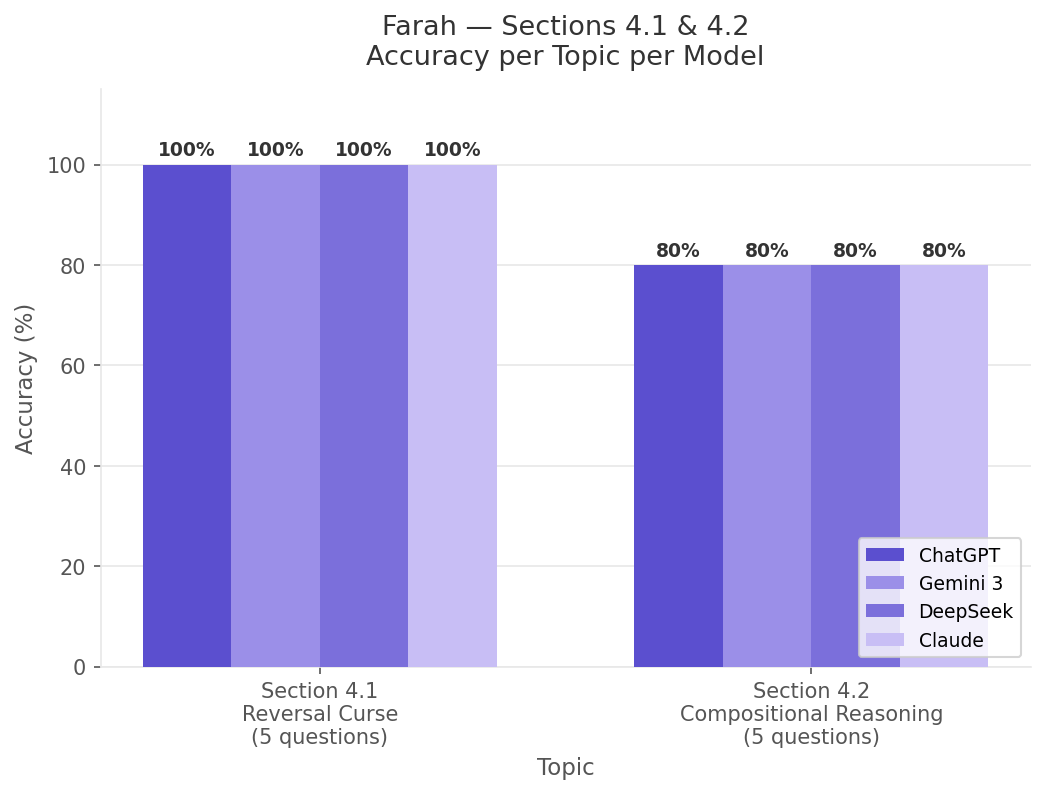 Farah — Sections 4.1 & 4.2
Accuracy per Topic per Model
100% 100% 100% 100%
80% 80% 80% 80%
Accuracy (%)
100
80
60
40
20
0
ChatGPT
Gemini 3
DeepSeek
Claude
Section 4.1
Reversal Curse
(5 questions)
Section 4.2
Compositional Reasoning
(5 questions)
Topic